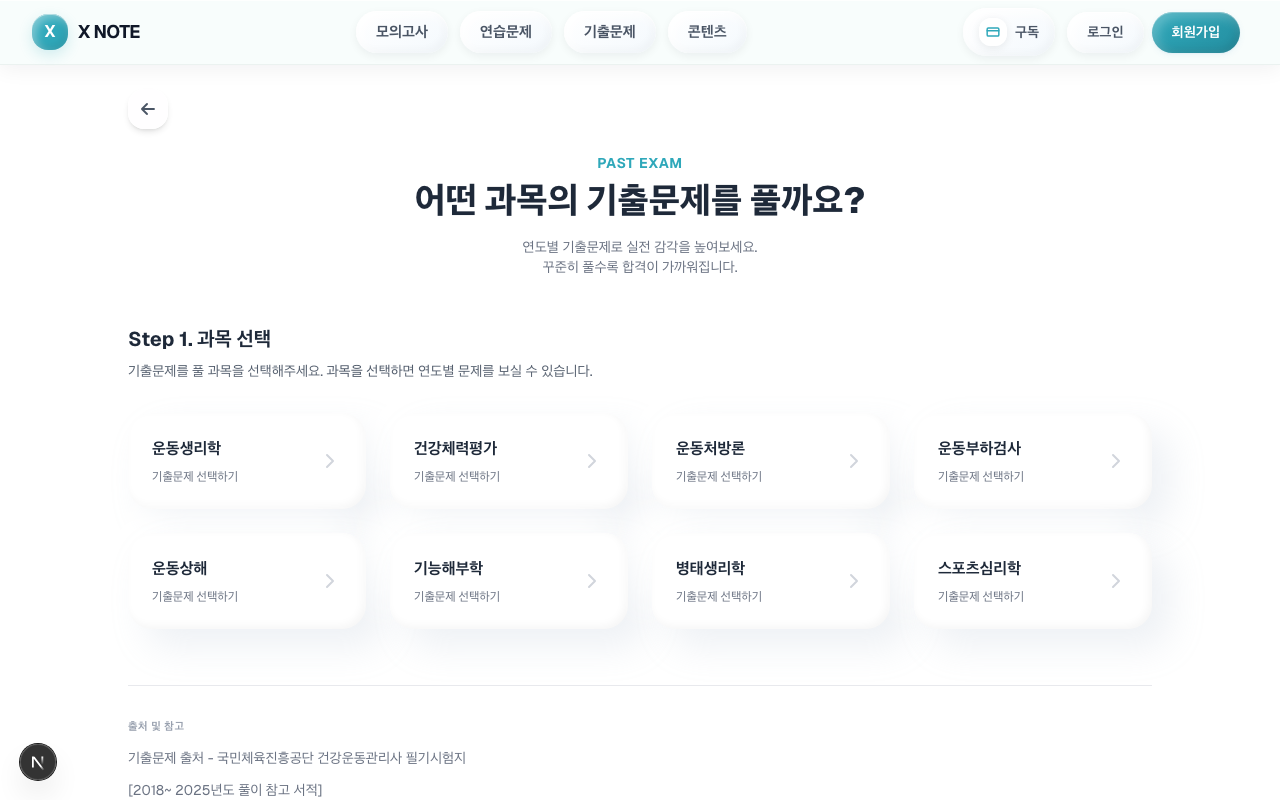 X
X NOTE
모의고사
연습문제
기출문제
콘텐츠
구독
로그인
회원가입
PAST EXAM
어떤 과목의 기출문제를 풀까요?
연도별 기출문제로 실전 감각을 높여보세요.
꾸준히 풀수록 합격이 가까워집니다.
Step 1. 과목 선택
기출문제를 풀 과목을 선택해주세요. 과목을 선택하면 연도별 문제를 보실 수 있습니다.
운동생리학
기출문제 선택하기
건강체력평가
기출문제 선택하기
운동처방론
기출문제 선택하기
운동부하검사
기출문제 선택하기
운동상해
기출문제 선택하기
기능해부학
기출문제 선택하기
병태생리학
기출문제 선택하기
스포츠심리학
기출문제 선택하기
출처 및 참고
기출문제 출처 - 국민체육진흥공단 건강운동관리사 필기시험지
[2018~ 2025년도 풀이 참고 서적]
N